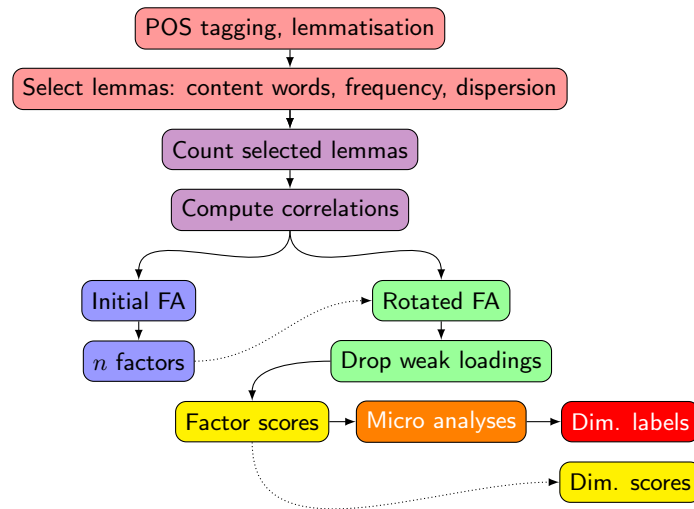 POS tagging, lemmatisation
Select lemmas: content words, frequency, dispersion
Count selected lemmas
Compute correlations
Initial FA
Rotated FA
n factors
Drop weak loadings
Factor scores
Micro analyses
Dim. labels
Dim. scores